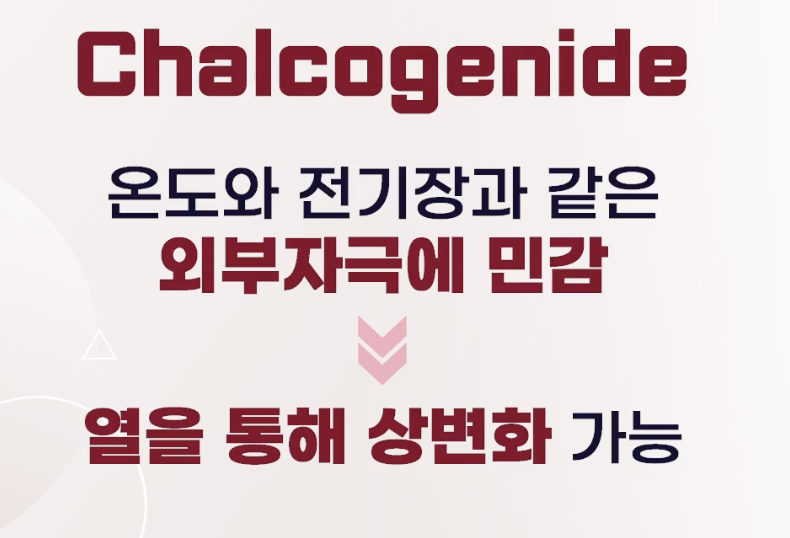 Chalcogenide
온도와 전기장과 같은
외부자극에 민감
열을 통해 상변화 가능